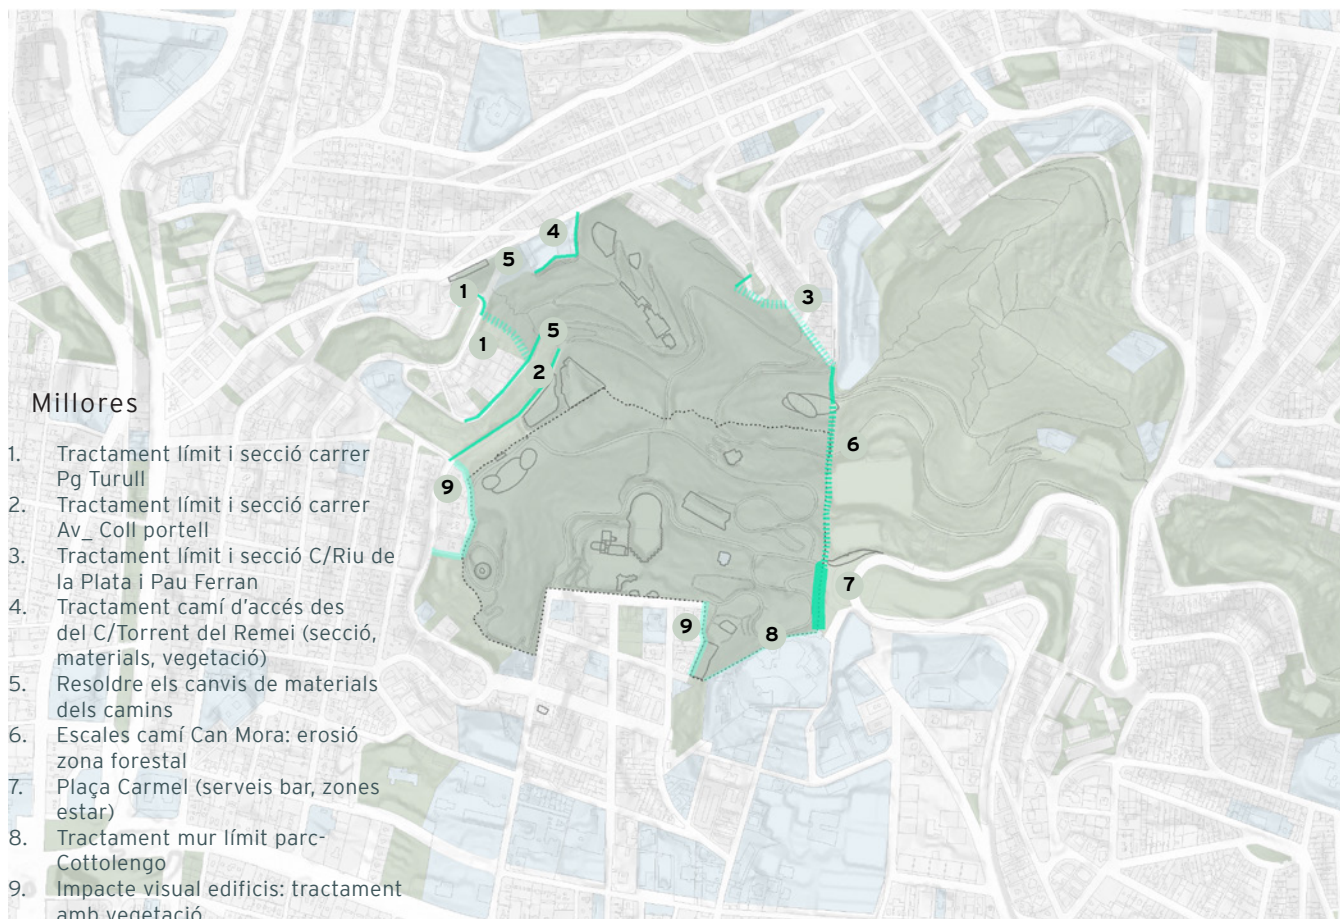 4
5
1
3
1
5
2
Millores
1. Tractament límit i secció carrer
Pg Turull
2. Tractament límit i secció carrer
Av_ Coll portell
3. Tractament límit i secció C/Riu de
la Plata i Pau Ferran
4. Tractament camí d'accés des
del C/Torrent del Remei (secció,
materials, vegetació)
5. Resoldre els canvis de materials
dels camins
6. Escales camí Can Mora: erosió
zona forestal
7. Plaça Carmel (serveis bar, zones
estar)
8. Tractament mur límit parc-
Cottolengo
9. Impacte visual edificis: tractament
amb vegetació
6
9
7
9
8